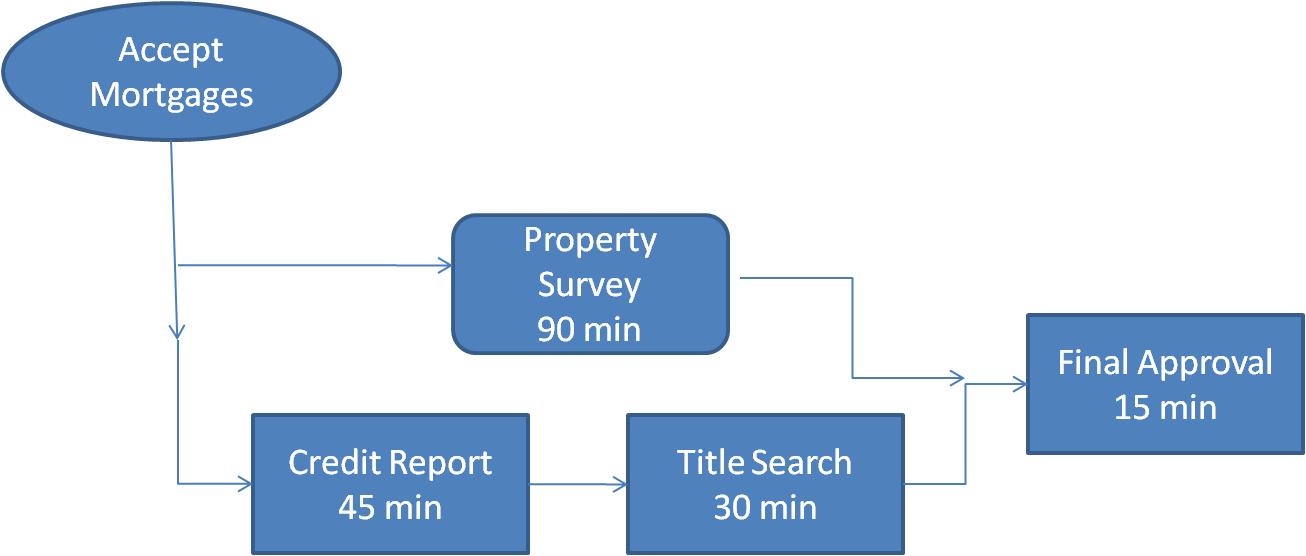 Accept
Mortgages
Property
Survey
90 min
Final Approval
15 min
Credit Report
45 min
Title Search
30 min